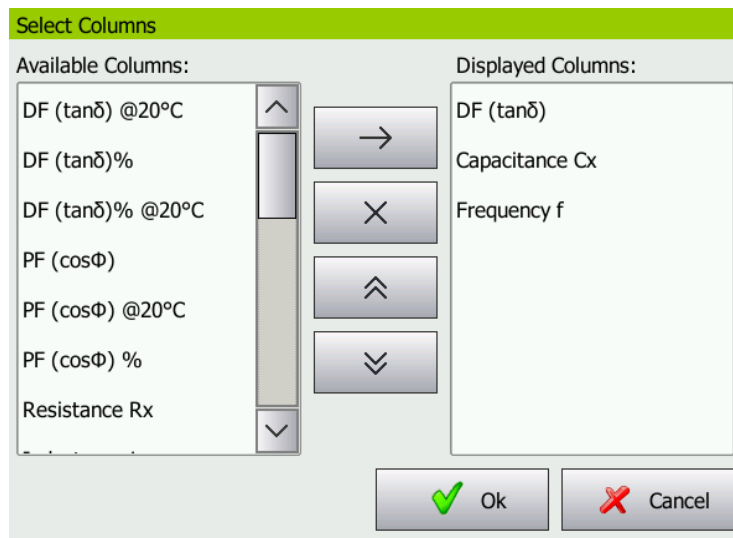 Select Columns
Available Columns:
DF (tanδ) @20°C
DF (tanδ)%
DF (tanδ)% @20°C
PF (cosΦ)
PF (cosΦ) @20°C
PF (cosΦ) %
Resistance Rx
Displayed Columns:
DF (tanδ)
Capacitance Cx
Frequency f
Ok
Cancel